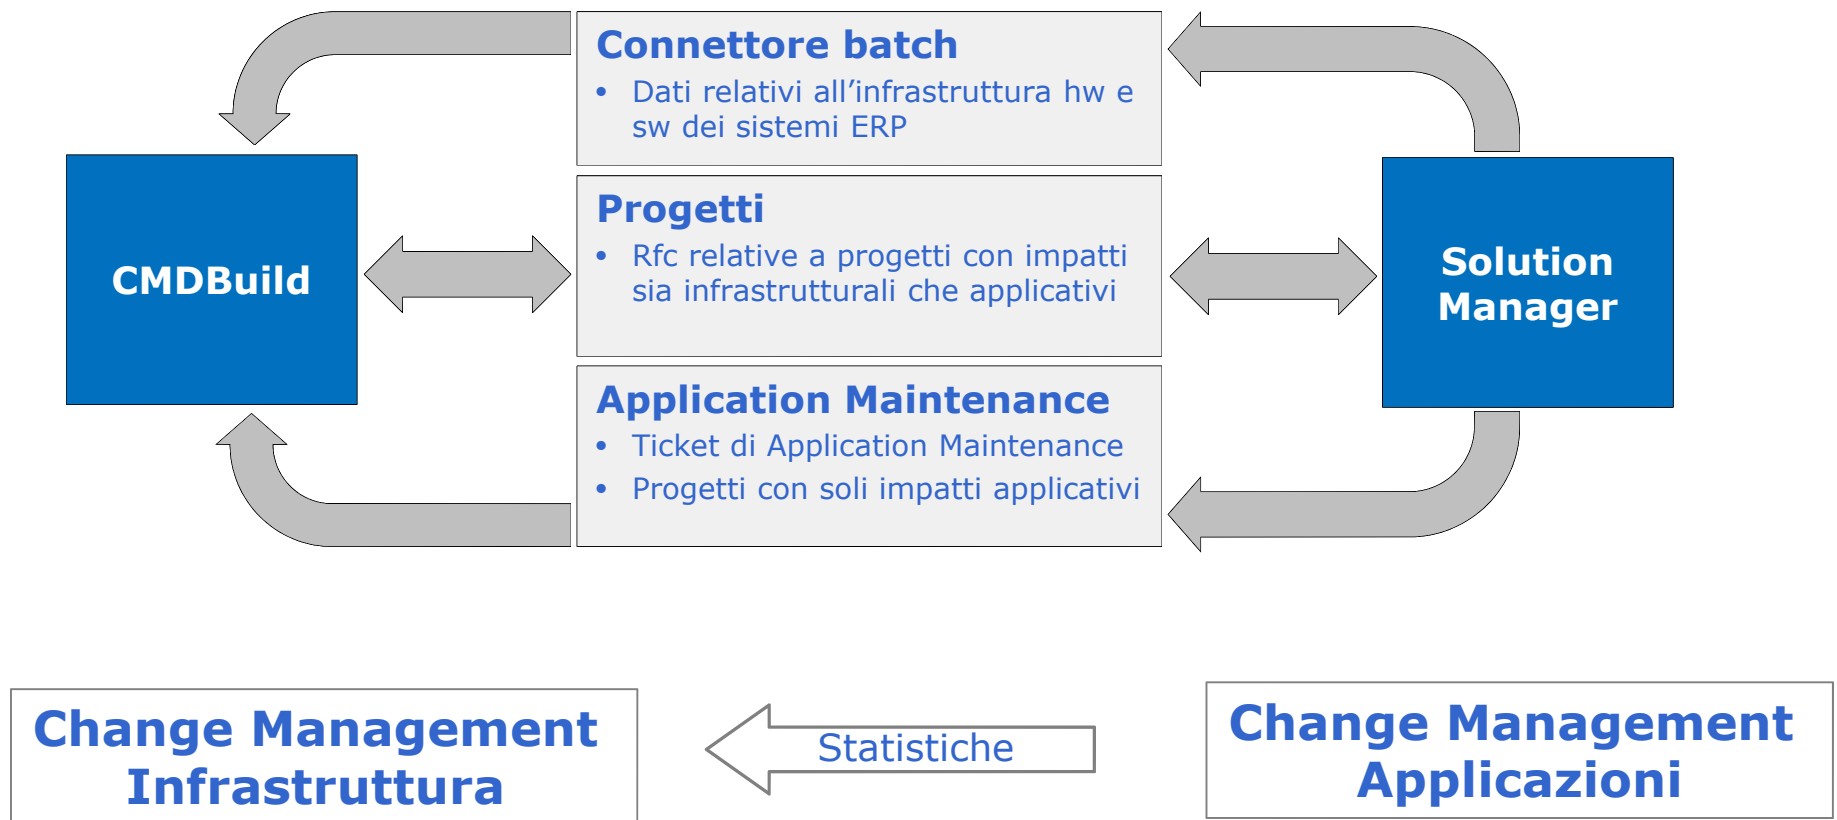 Connettore batch
• Dati relativi all’infrastruttura hw e
sw dei sistemi ERP
CMDBuild
Progetti
• Rfc relative a progetti con impatti
sia infrastrutturali che applicativi
Solution
Manager
Application Maintenance
• Ticket di Application Maintenance
• Progetti con soli impatti applicativi
Change Management
Infrastruttura
Statistiche
Change Management
Applicazioni